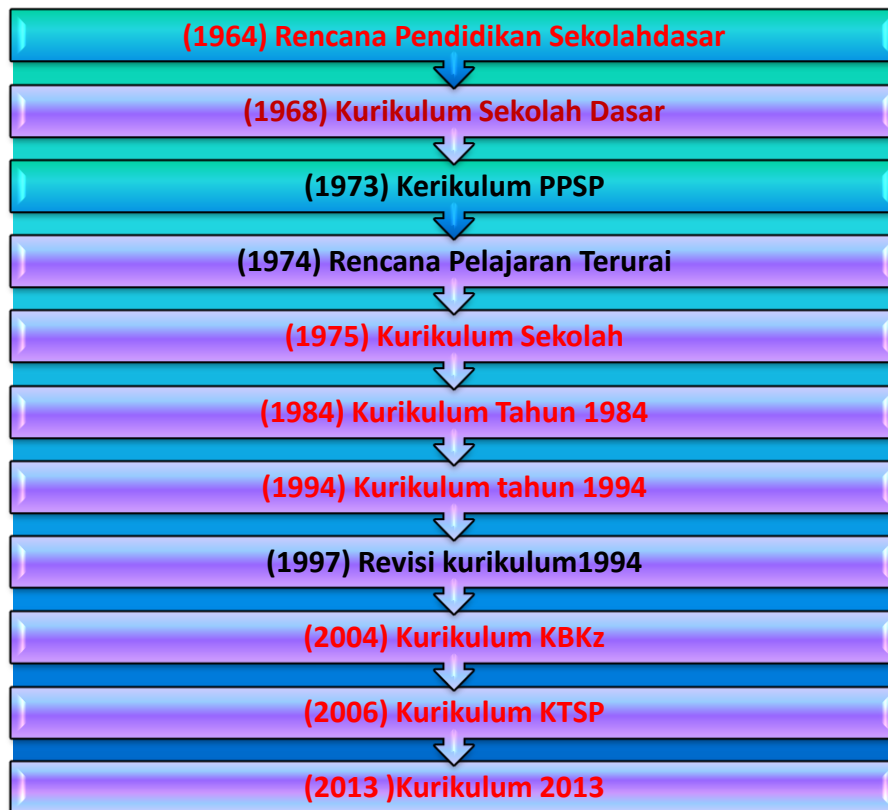 (1964) Rencana Pendidikan Sekolahdasar
(1968) Kurikulum Sekolah Dasar
(1973) Kerikulum PPSP
(1974) Rencana Pelajaran Terurai
(1975) Kurikulum Sekolah
(1984) Kurikulum Tahun 1984
(1994) Kurikulum tahun 1994
(1997) Revisi kurikulum1994
(2004) Kurikulum KBKz
(2006) Kurikulum KTSP
(2013 )Kurikulum 2013